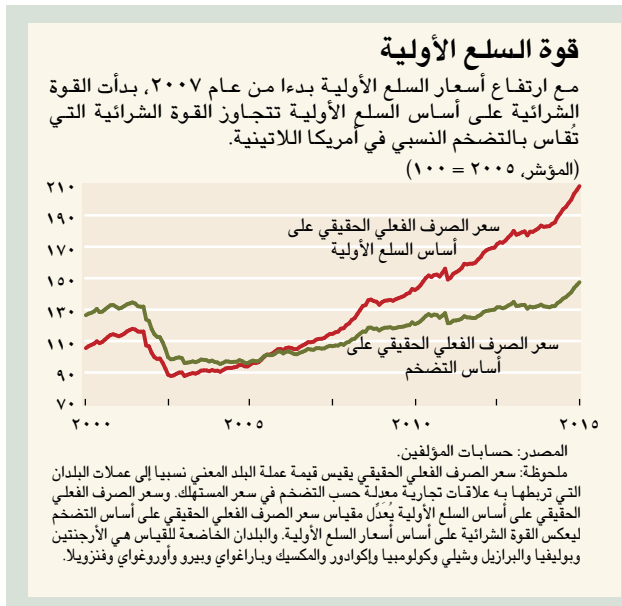 قوة السلع الأولية
مع ارتفاع أسعار السلع الأولية بدءا من عام ٢٠٠٧، بدأت القوة
الشرائية على أساس السلع الأولية تتجاوز القوة الشرائية التي
تُقاس بالتضخم النسبي في أمريكا اللاتينية.
(المؤشر، ٢٠٠٥ = ١٠٠)
٢١٠
١٩٠
١٧٠
١٥٠
١٣٠
١١٠
٩٠
٧٠
سعر الصرف الفعلي الحقيقي على
أساس السلع الأولية
سعر الصرف الفعلي الحقيقي على
أساس التضخم
٢٠٠٠ ٢٠٠٥ ٢٠١٠ ٢٠١٥
المصدر: حسابات المؤلفين.
ملحوظة: سعر الصرف الفعلي الحقيقي يقيس قيمة عملة البلد المعني نسبيا إلى عملات البلدان
التي تربطها به علاقات تجارية معدلة حسب التضخم في سعر المستهلك. وسعر الصرف الفعلي
الحقيقي على أساس السلع الأولية يُعَدِّل مقياس سعر الصرف الفعلي الحقيقي على أساس التضخم
ليعكس القوة الشرائية على أساس أسعار السلع الأولية. والبلدان الخاضعة للقياس هي الأرجنتين
وبوليفيا والبرازيل وشيلي وكولومبيا وإكوادور والمكسيك وباراغواي وبيرو وأوروغواي وفنزويلا.